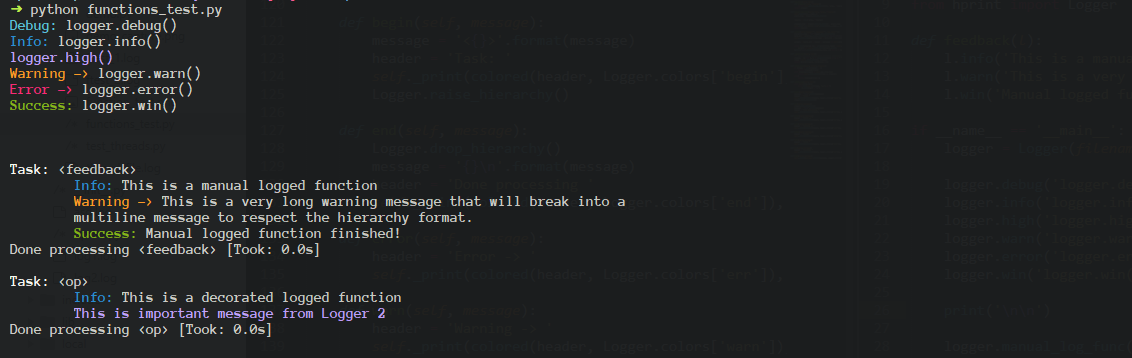 ➜ python functions_test.py
Debug: logger.debug()
Info: logger.info()
logger.high()
Warning -> logger.warn()
Error -> logger.error()
Success: logger.win()
Task: <feedback>
Info: This is a manual logged function
Warning -> This is a very long warning message that will break into a
multiline message to respect the hierarchy format.
Success: Manual logged function finished!
Done processing <feedback> [Took: 0.0s]
Task: <op>
Info: This is a decorated logged function
This is important message from Logger 2
Done processing <op> [Took: 0.0s]